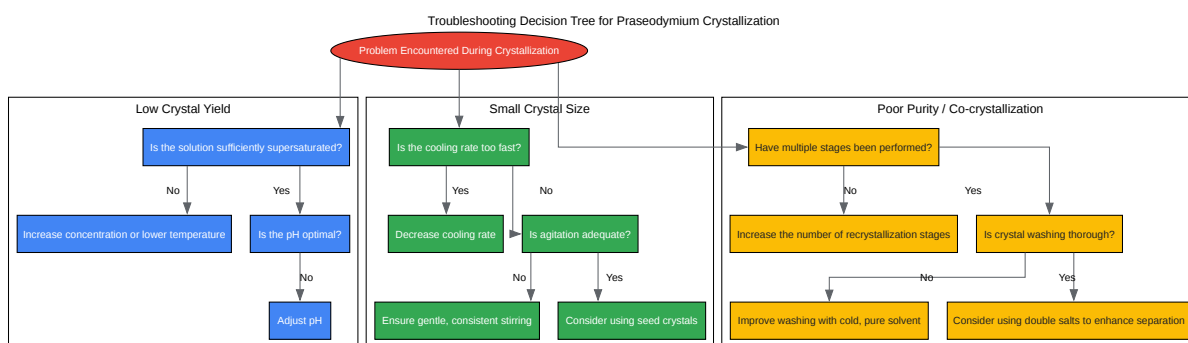 Troubleshooting Decision Tree for Praseodymium Crystallization
Problem Encountered During Crystallization
Low Crystal Yield
Small Crystal Size
Poor Purity / Co-crystallization
Is the solution sufficiently supersaturated?
Is the cooling rate too fast?
Have multiple stages been performed?
No
Yes
Yes
No
No
Yes
Increase concentration or lower temperature
Is the pH optimal?
Decrease cooling rate
Is agitation adequate?
Increase the number of recrystallization stages
Is crystal washing thorough?
No
No
Yes
No
Yes
Adjust pH
Ensure gentle, consistent stirring
Consider using seed crystals
Improve washing with cold, pure solvent
Consider using double salts to enhance separation